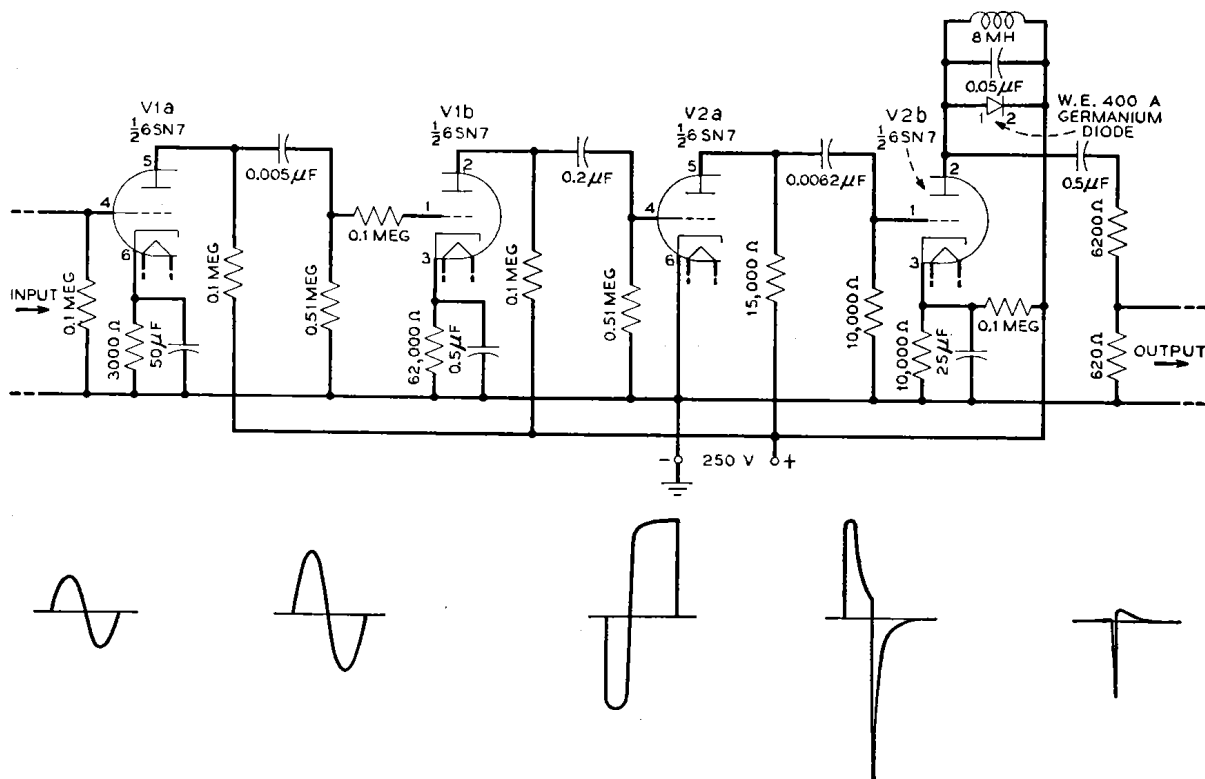 8 MH
0.05µF
W.E. 400 A
GERMANIUM
DIODE
1 2
V1a
½6SN7
V1b
½6SN7
V2a
½6SN7
V2b
½6SN7
5
4
6
0.005µF
0.1 MEG
2
1
3
0.2µF
5
4
6
0.0062µF
2
1
3
0.5µF
INPUT
0.1 MEG
3000 Ω
50µF
0.1 MEG
0.51 MEG
62,000 Ω
0.5µF
0.1 MEG
0.51 MEG
15,000 Ω
10,000 Ω
10,000 Ω
25µF
0.1 MEG
6200 Ω
620 Ω
OUTPUT
- 250 V +